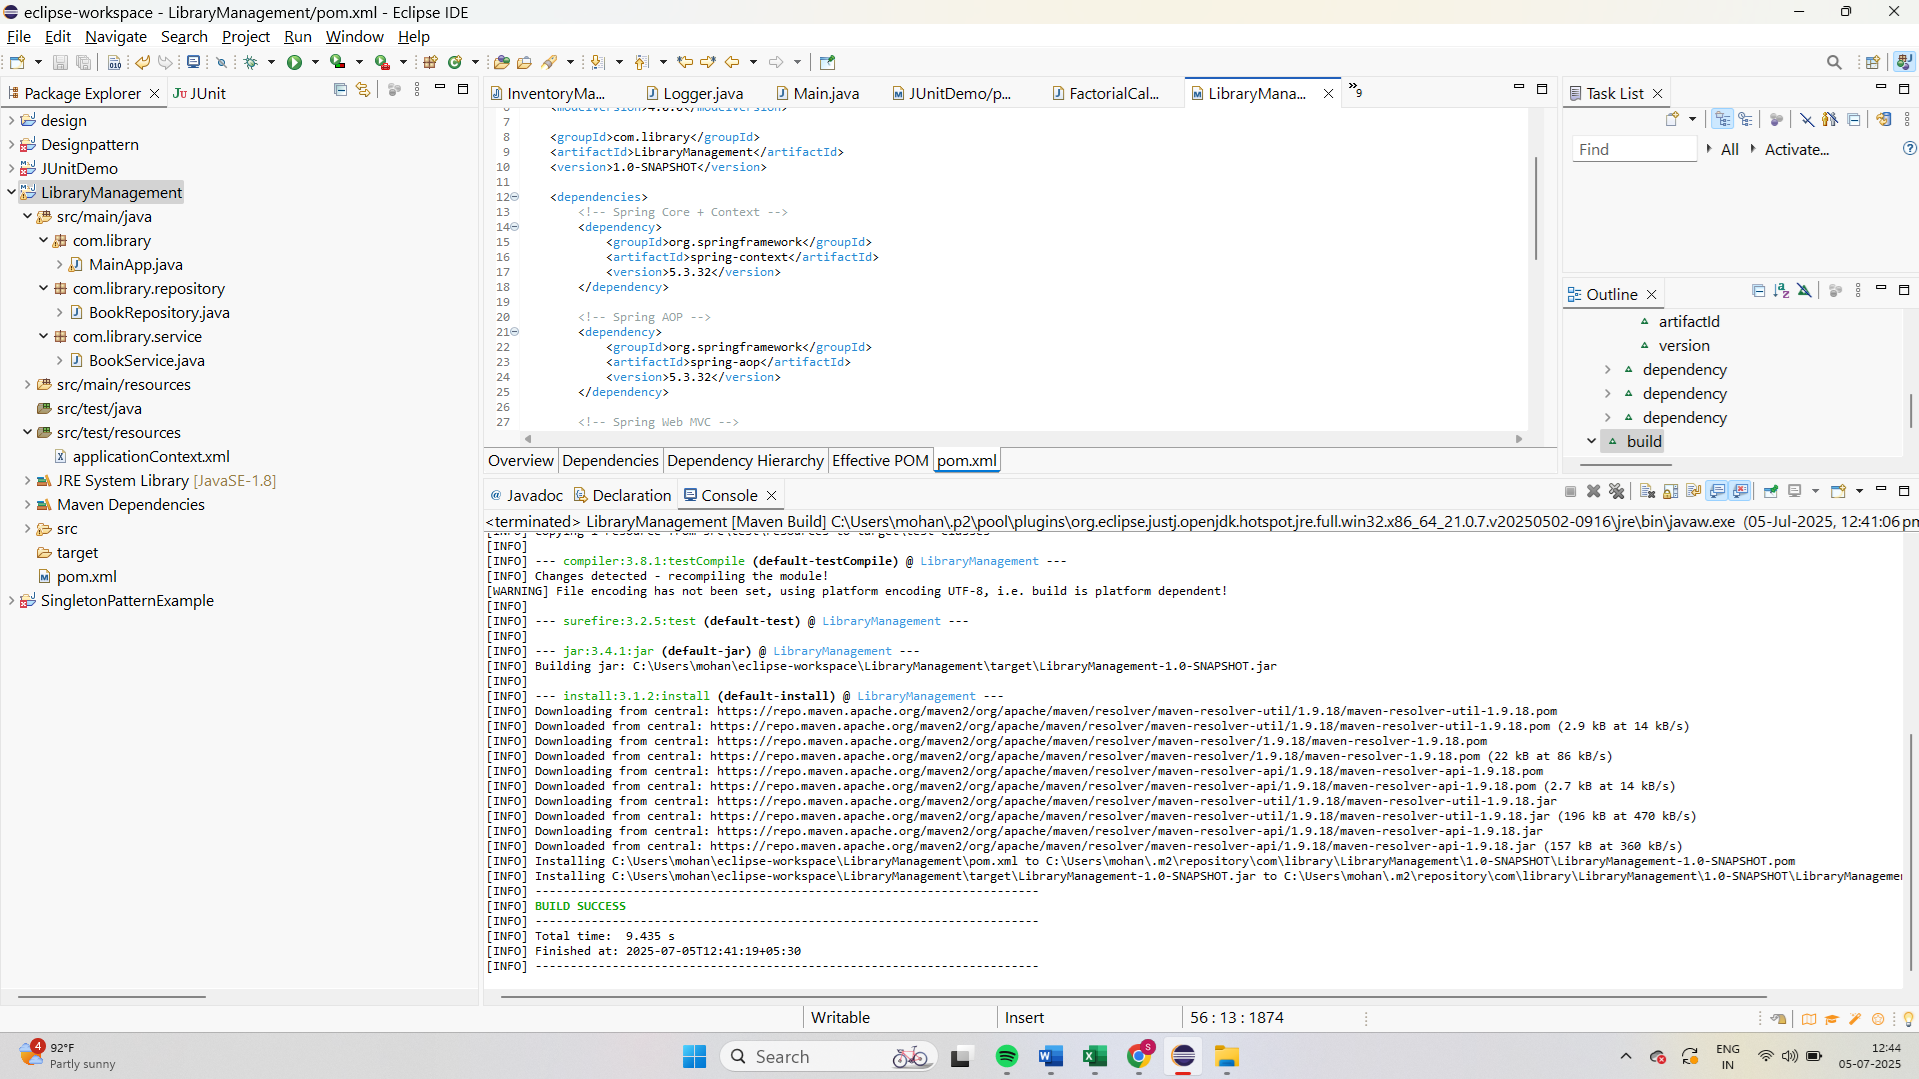 eclipse-workspace - LibraryManagement/pom.xml - Eclipse IDE
File Edit Navigate Search Project Run Window Help
Package Explorer
JUnit
design
Designpattern
JUnitDemo
LibraryManagement
src/main/java
com.library
MainApp.java
com.library.repository
BookRepository.java
com.library.service
BookService.java
src/main/resources
src/test/java
src/test/resources
applicationContext.xml
JRE System Library [JavaSE-1.8]
Maven Dependencies
src
target
pom.xml
SingletonPatternExample
InventoryMa... Logger.java Main.java JUnitDemo/p... FactorialCal... LibraryMana... »9
6 <modelVersion>4.0.0</modelVersion>
7
8 <groupId>com.library</groupId>
9 <artifactId>LibraryManagement</artifactId>
10 <version>1.0-SNAPSHOT</version>
11
12 <dependencies>
13 <!-- Spring Core + Context -->
14 <dependency>
15 <groupId>org.springframework</groupId>
16 <artifactId>spring-context</artifactId>
17 <version>5.3.32</version>
18 </dependency>
19
20 <!-- Spring AOP -->
21 <dependency>
22 <groupId>org.springframework</groupId>
23 <artifactId>spring-aop</artifactId>
24 <version>5.3.32</version>
25 </dependency>
26
27 <!-- Spring Web MVC -->
Overview Dependencies Dependency Hierarchy Effective POM pom.xml
Task List
Find All Activate...
Outline
artifactId
version
dependency
dependency
dependency
build
@ Javadoc Declaration Console
<terminated> LibraryManagement [Maven Build] C:\Users\mohan\.p2\pool\plugins\org.eclipse.justj.openjdk.hotspot.jre.full.win32.x86_64_21.0.7.v20250502-0916\jre\bin\javaw.exe (05-Jul-2025, 12:41:06 pm
[INFO] Copying 1 resource from src\test\resources to target\test-classes
[INFO]
[INFO] --- compiler:3.8.1:testCompile (default-testCompile) @ LibraryManagement ---
[INFO] Changes detected - recompiling the module!
[WARNING] File encoding has not been set, using platform encoding UTF-8, i.e. build is platform dependent!
[INFO]
[INFO] --- surefire:3.2.5:test (default-test) @ LibraryManagement ---
[INFO]
[INFO] --- jar:3.4.1:jar (default-jar) @ LibraryManagement ---
[INFO] Building jar: C:\Users\mohan\eclipse-workspace\LibraryManagement\target\LibraryManagement-1.0-SNAPSHOT.jar
[INFO]
[INFO] --- install:3.1.2:install (default-install) @ LibraryManagement ---
[INFO] Downloading from central: https://repo.maven.apache.org/maven2/org/apache/maven/resolver/maven-resolver-util/1.9.18/maven-resolver-util-1.9.18.pom
[INFO] Downloaded from central: https://repo.maven.apache.org/maven2/org/apache/maven/resolver/maven-resolver-util/1.9.18/maven-resolver-util-1.9.18.pom (2.9 kB at 14 kB/s)
[INFO] Downloading from central: https://repo.maven.apache.org/maven2/org/apache/maven/resolver/maven-resolver/1.9.18/maven-resolver-1.9.18.pom
[INFO] Downloaded from central: https://repo.maven.apache.org/maven2/org/apache/maven/resolver/maven-resolver/1.9.18/maven-resolver-1.9.18.pom (22 kB at 86 kB/s)
[INFO] Downloading from central: https://repo.maven.apache.org/maven2/org/apache/maven/resolver/maven-resolver-api/1.9.18/maven-resolver-api-1.9.18.pom
[INFO] Downloaded from central: https://repo.maven.apache.org/maven2/org/apache/maven/resolver/maven-resolver-api/1.9.18/maven-resolver-api-1.9.18.pom (2.7 kB at 14 kB/s)
[INFO] Downloading from central: https://repo.maven.apache.org/maven2/org/apache/maven/resolver/maven-resolver-util/1.9.18/maven-resolver-util-1.9.18.jar
[INFO] Downloaded from central: https://repo.maven.apache.org/maven2/org/apache/maven/resolver/maven-resolver-util/1.9.18/maven-resolver-util-1.9.18.jar (196 kB at 470 kB/s)
[INFO] Downloading from central: https://repo.maven.apache.org/maven2/org/apache/maven/resolver/maven-resolver-api/1.9.18/maven-resolver-api-1.9.18.jar
[INFO] Downloaded from central: https://repo.maven.apache.org/maven2/org/apache/maven/resolver/maven-resolver-api/1.9.18/maven-resolver-api-1.9.18.jar (157 kB at 360 kB/s)
[INFO] Installing C:\Users\mohan\eclipse-workspace\LibraryManagement\pom.xml to C:\Users\mohan\.m2\repository\com\library\LibraryManagement\1.0-SNAPSHOT\LibraryManagement-1.0-SNAPSHOT.pom
[INFO] Installing C:\Users\mohan\eclipse-workspace\LibraryManagement\target\LibraryManagement-1.0-SNAPSHOT.jar to C:\Users\mohan\.m2\repository\com\library\LibraryManagement\1.0-SNAPSHOT\LibraryManagemen
[INFO] ------------------------------------------------------------------------
[INFO] BUILD SUCCESS
[INFO] ------------------------------------------------------------------------
[INFO] Total time:  9.435 s
[INFO] Finished at: 2025-07-05T12:41:19+05:30
[INFO] ------------------------------------------------------------------------
Writable Insert 56 : 13 : 1874
4 92°F
Partly sunny
Search
S
ENG
IN
12:44
05-07-2025